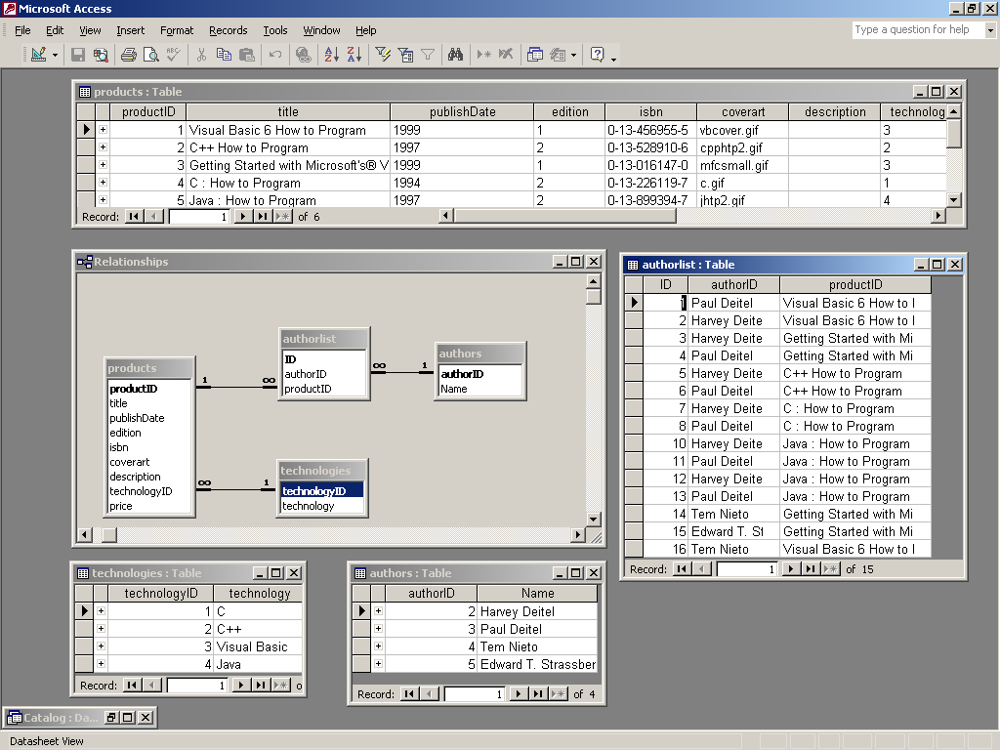 Microsoft Access
File Edit View Insert Format Records Tools Window Help
Type a question for help
products : Table
productID title publishDate edition isbn coverart description technolog
1 Visual Basic 6 How to Program 1999 1 0-13-456955-5 vbcover.gif 3
2 C++ How to Program 1997 2 0-13-528910-6 cpphtp2.gif 2
3 Getting Started with Microsoft's® V 1999 1 0-13-016147-0 mfcsmall.gif 3
4 C : How to Program 1994 2 0-13-226119-7 c.gif 1
5 Java : How to Program 1997 2 0-13-899394-7 jhtp2.gif 4
Record: 1 of 6
Relationships
products
productID
title
publishDate
edition
isbn
coverart
description
technologyID
price
1 ∞
authorlist
ID
authorID
productID
∞ 1
authors
authorID
Name
∞ 1
technologies
technologyID
technology
authorlist : Table
ID authorID productID
1 Paul Deitel Visual Basic 6 How to I
2 Harvey Deite Visual Basic 6 How to I
3 Harvey Deite Getting Started with Mi
4 Paul Deitel Getting Started with Mi
5 Harvey Deite C++ How to Program
6 Paul Deitel C++ How to Program
7 Harvey Deite C : How to Program
8 Paul Deitel C : How to Program
10 Harvey Deite Java : How to Program
11 Paul Deitel Java : How to Program
12 Harvey Deite Java : How to Program
13 Paul Deitel Java : How to Program
14 Tem Nieto Getting Started with Mi
15 Edward T. St Getting Started with Mi
16 Tem Nieto Visual Basic 6 How to I
Record: 1 of 15
technologies : Table
technologyID technology
1 C
2 C++
3 Visual Basic
4 Java
Record: 1 o
authors : Table
authorID Name
2 Harvey Deitel
3 Paul Deitel
4 Tem Nieto
5 Edward T. Strassber
Record: 1 of 4
Catalog : Da...
Datasheet View